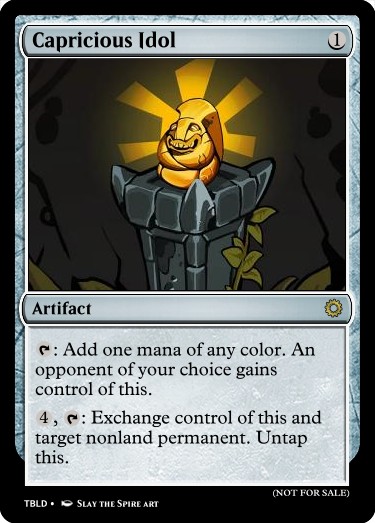 Capricious Idol 1
Artifact
: Add one mana of any color. An
opponent of your choice gains
control of this.
4, : Exchange control of this and
target nonland permanent. Untap
this.
(NOT FOR SALE)
TBLD • SLAY THE SPIRE ART